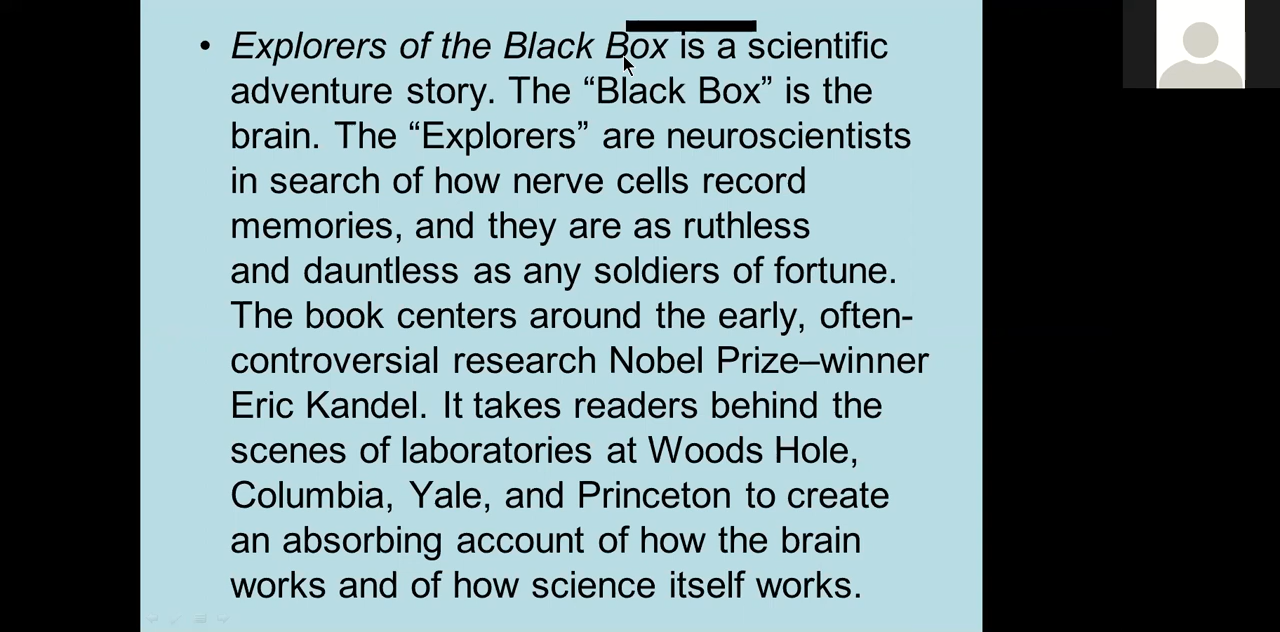 • Explorers of the Black Box is a scientific
adventure story. The “Black Box” is the
brain. The “Explorers” are neuroscientists
in search of how nerve cells record
memories, and they are as ruthless
and dauntless as any soldiers of fortune.
The book centers around the early, often-
controversial research Nobel Prize–winner
Eric Kandel. It takes readers behind the
scenes of laboratories at Woods Hole,
Columbia, Yale, and Princeton to create
an absorbing account of how the brain
works and of how science itself works.